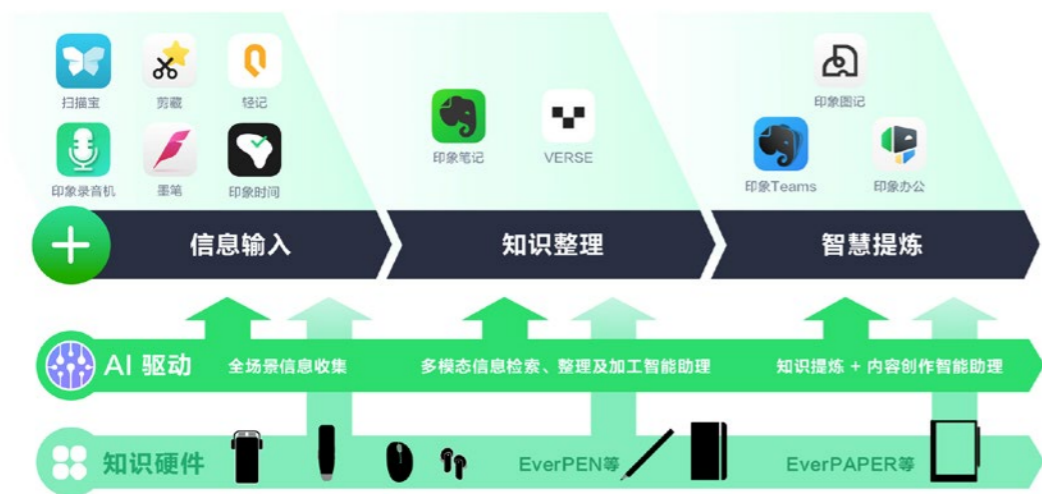 扫描宝
剪藏
轻记
印象录音机
墨笔
印象时间
印象笔记
VERSE
印象图记
印象Teams
印象办公
信息输入
知识整理
智慧提炼
AI 驱动
全场景信息收集
多模态信息检索、整理及加工智能助理
知识提炼 + 内容创作智能助理
知识硬件
EverPEN等
EverPAPER等